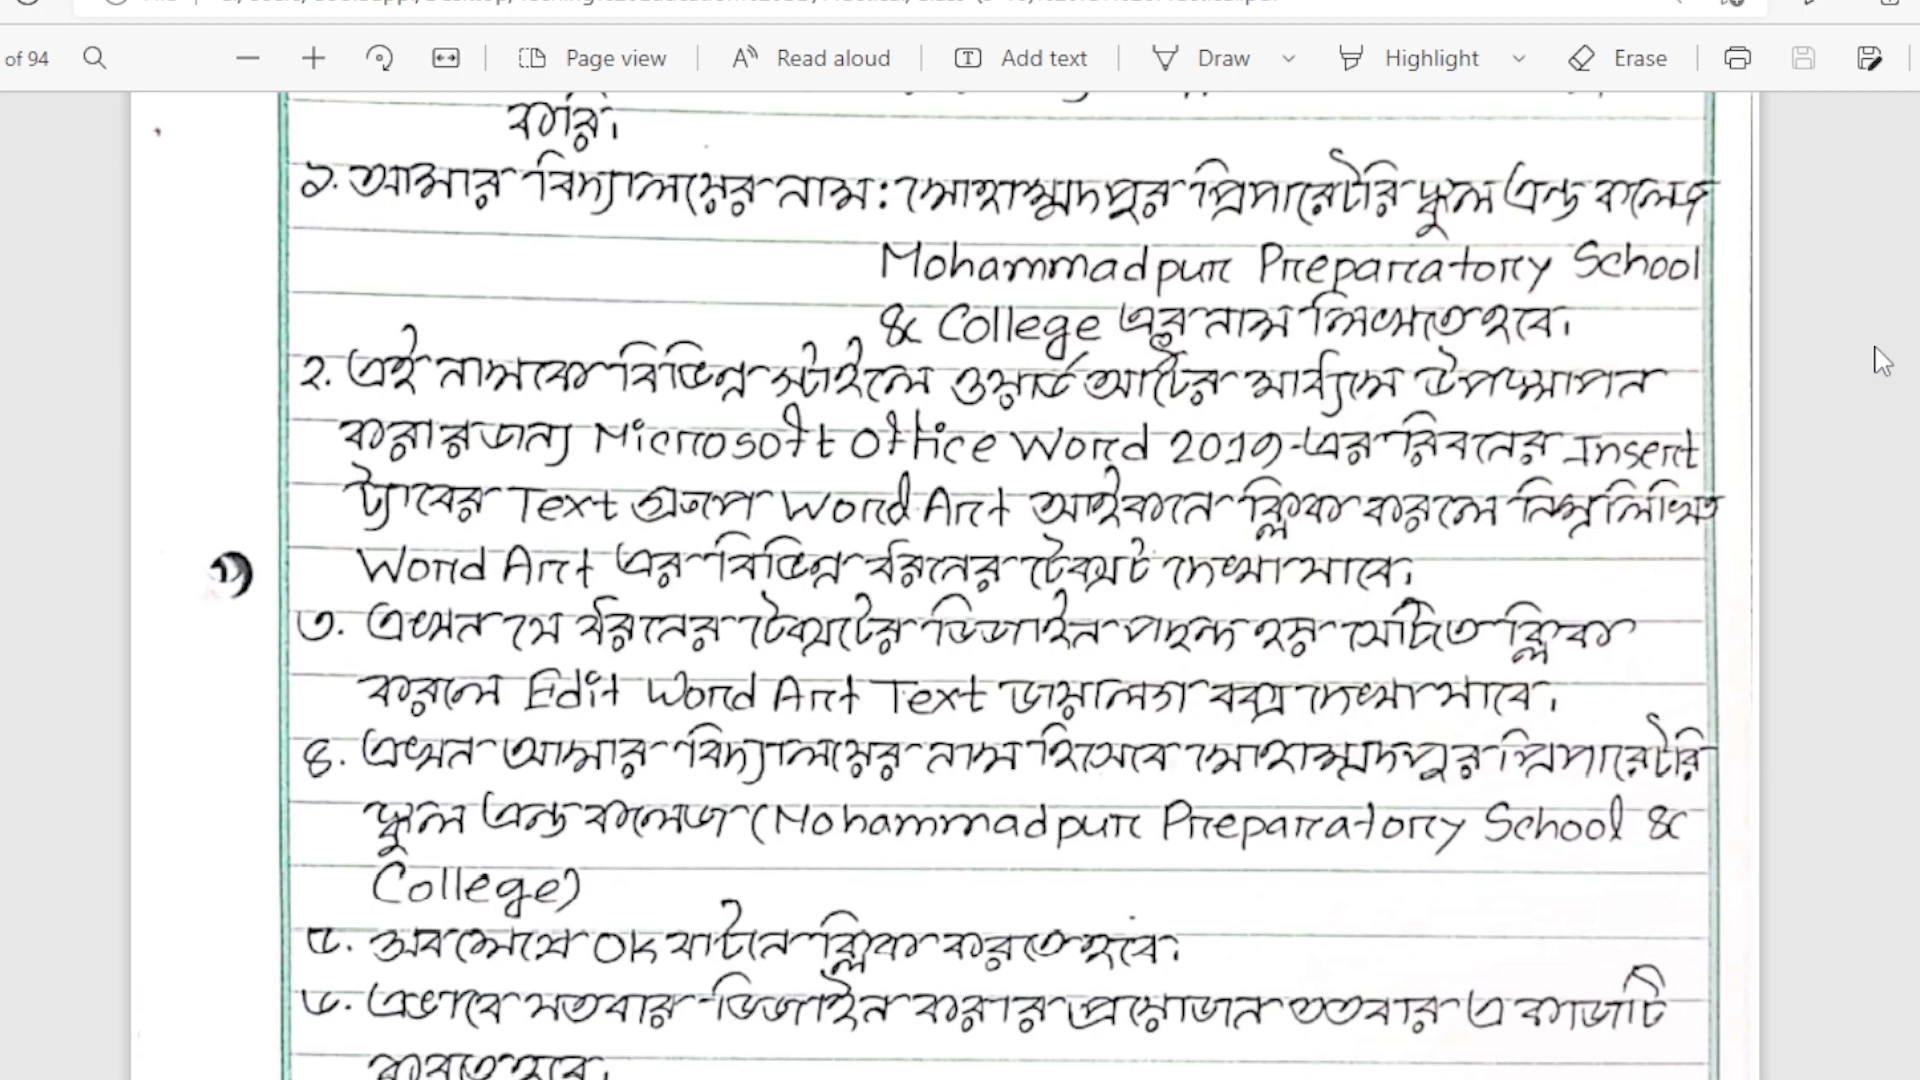 of 94
Page view
Read aloud
Add text
Draw
Highlight
Erase
করি।
১. আমার বিদ্যালয়ের নাম: মোহাম্মদপুর প্রিপারেটরি স্কুল এন্ড কলেজ
Mohammadpur Preparatory School
& College এর নাম লিখতে হবে।
২. এই নামকে বিভিন্ন স্টাইলে ওয়ার্ড আর্টের মাধ্যমে উপস্থাপন
করার জন্য Microsoft Office Word 2019-এর রিবনের Insert
ট্যাবের Text গ্রুপে Word Art আইকনে ক্লিক করলে নিম্নলিখিত
Word Art এর বিভিন্ন ধরনের টেক্সট দেখা যাবে।
৩. এখন যে ধরনের টেক্সটের ডিজাইন পছন্দ হয় সেটিতে ক্লিক
করলে Edit Word Art Text ডায়ালগ বক্স দেখা যাবে।
৪. এখন আমার বিদ্যালয়ের নাম হিসেবে মোহাম্মদপুর প্রিপারেটরি
স্কুল এন্ড কলেজ (Mohammadpur Preparatory School &
College)
৫. অবশেষে OK বাটনে ক্লিক করতে হবে।
৬. এভাবে যতবার ডিজাইন করার প্রয়োজন ততবার এ কাজটি
করতে হবে।